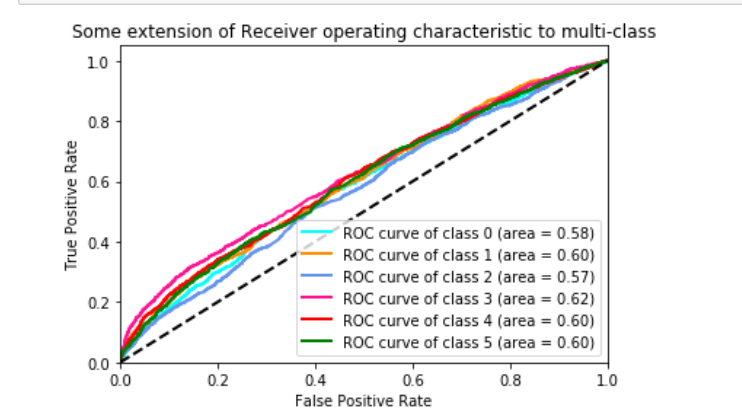 Some extension of Receiver operating characteristic to multi-class
1.0
0.8
0.6
0.4
0.2
0.0
True Positive Rate
ROC curve of class 0 (area = 0.58)
ROC curve of class 1 (area = 0.60)
ROC curve of class 2 (area = 0.57)
ROC curve of class 3 (area = 0.62)
ROC curve of class 4 (area = 0.60)
ROC curve of class 5 (area = 0.60)
0.0 0.2 0.4 0.6 0.8 1.0
False Positive Rate